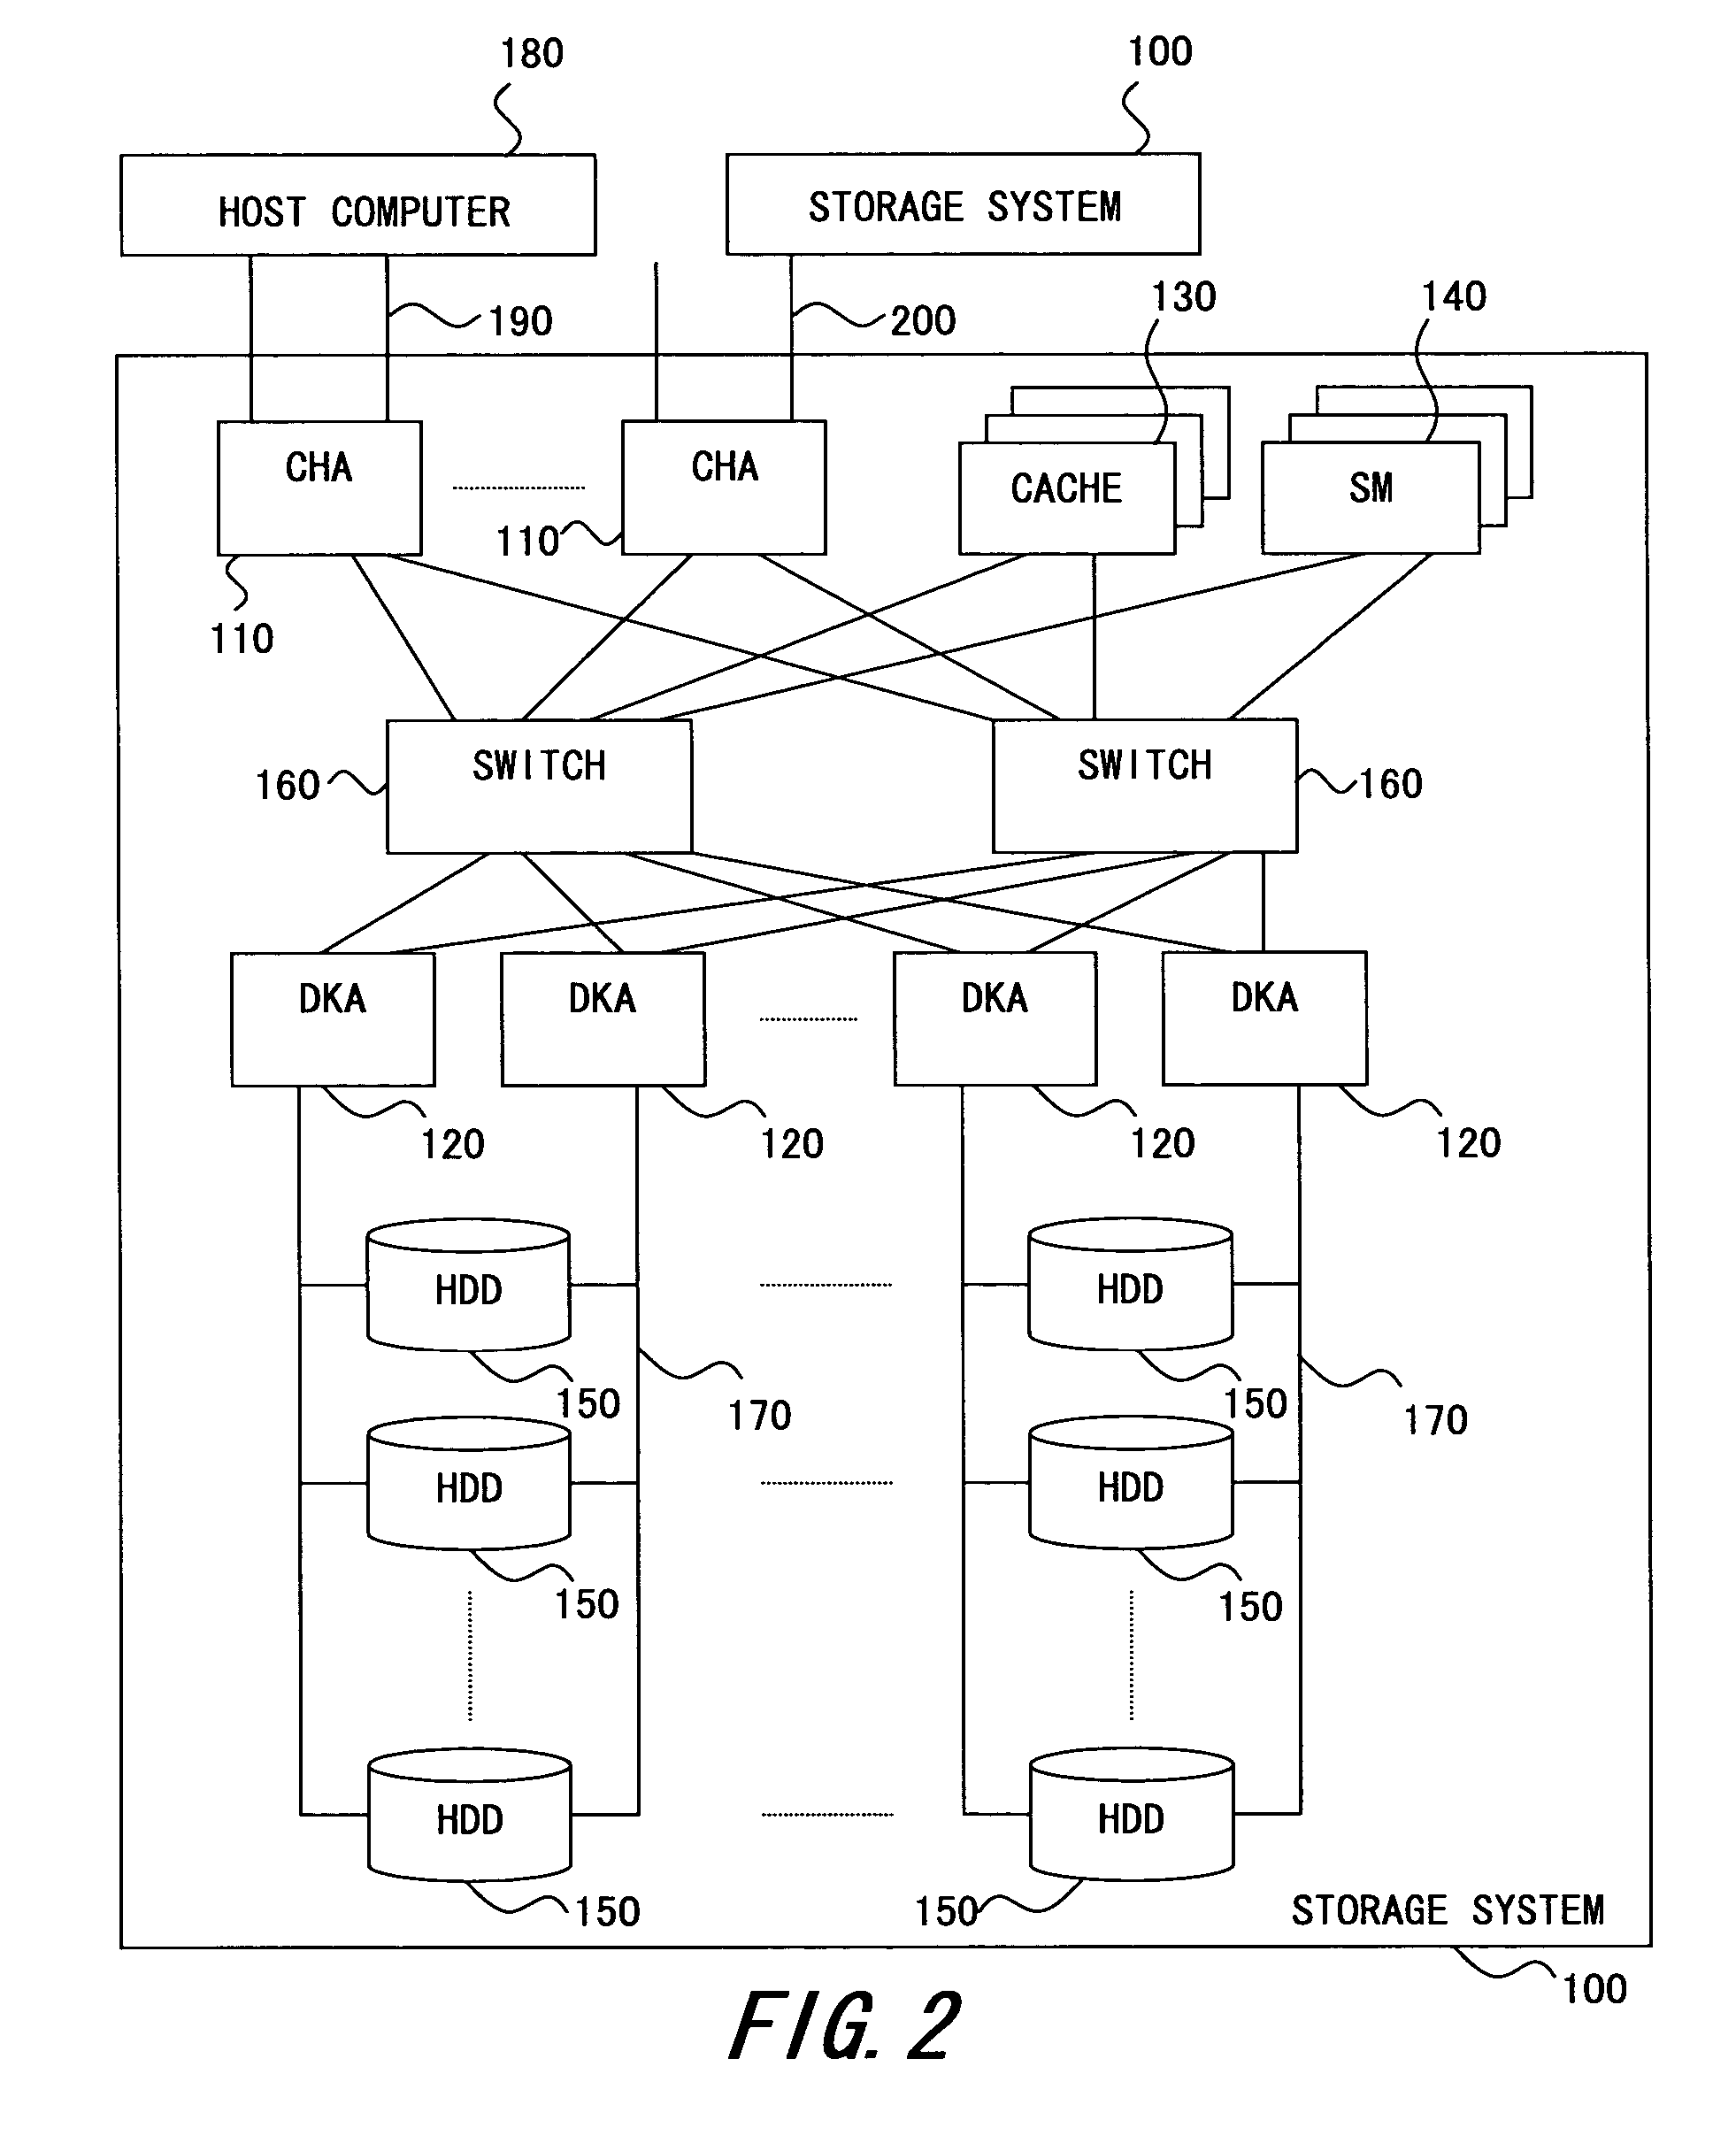 180
100
HOST COMPUTER
STORAGE SYSTEM
190
200
130
140
CHA
CHA
CACHE
SM
110
110
SWITCH
SWITCH
160
160
DKA
DKA
DKA
DKA
120
120
120
120
HDD
HDD
150
170
150
170
HDD
HDD
150
150
HDD
HDD
150
150
STORAGE SYSTEM
100
FIG. 2